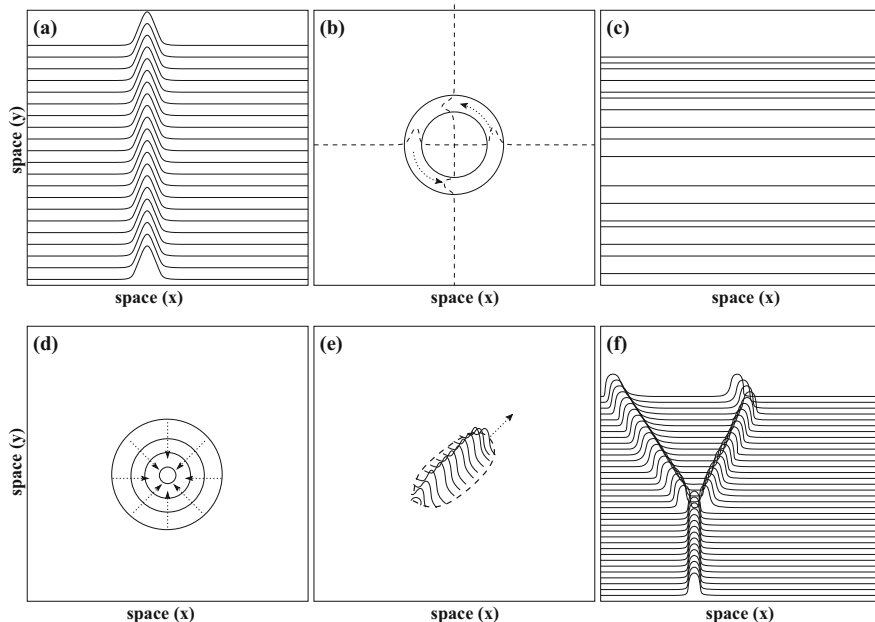 (a)
(b)
(c)
space (y)
space (x)
space (x)
space (x)
(d)
(e)
(f)
space (y)
space (x)
space (x)
space (x)